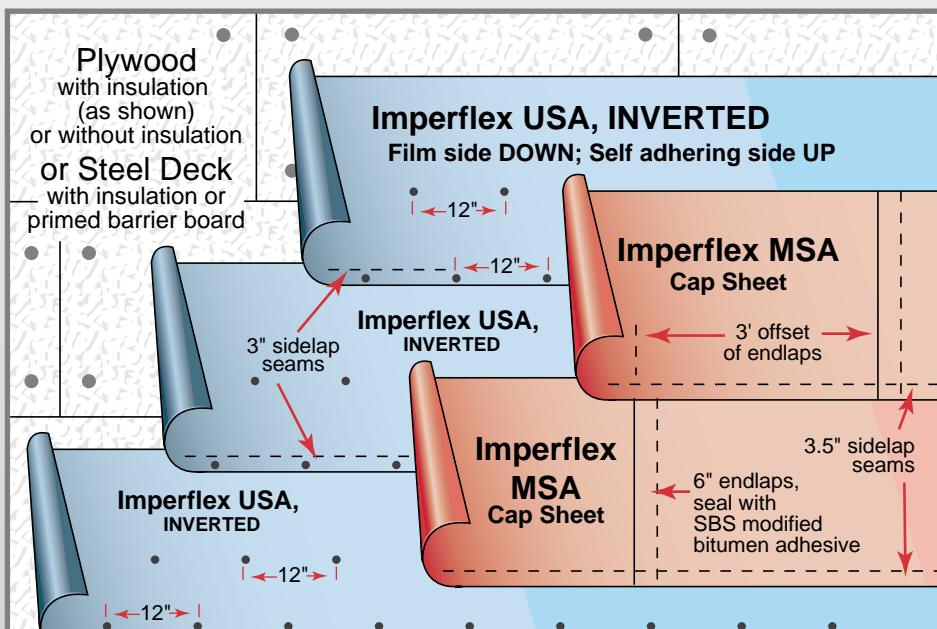 Plywood
with insulation
(as shown)
or without insulation
or Steel Deck
with insulation or
primed barrier board
Imperflex USA, INVERTED
Film side DOWN; Self adhering side UP
12"
12"
Imperflex MSA
Cap Sheet
3' offset
of endlaps
Imperflex USA,
INVERTED
3" sidelap
seams
Imperflex
MSA
Cap Sheet
6" endlaps,
seal with
SBS modified
bitumen adhesive
3.5" sidelap
seams
Imperflex USA,
INVERTED
12"
12"